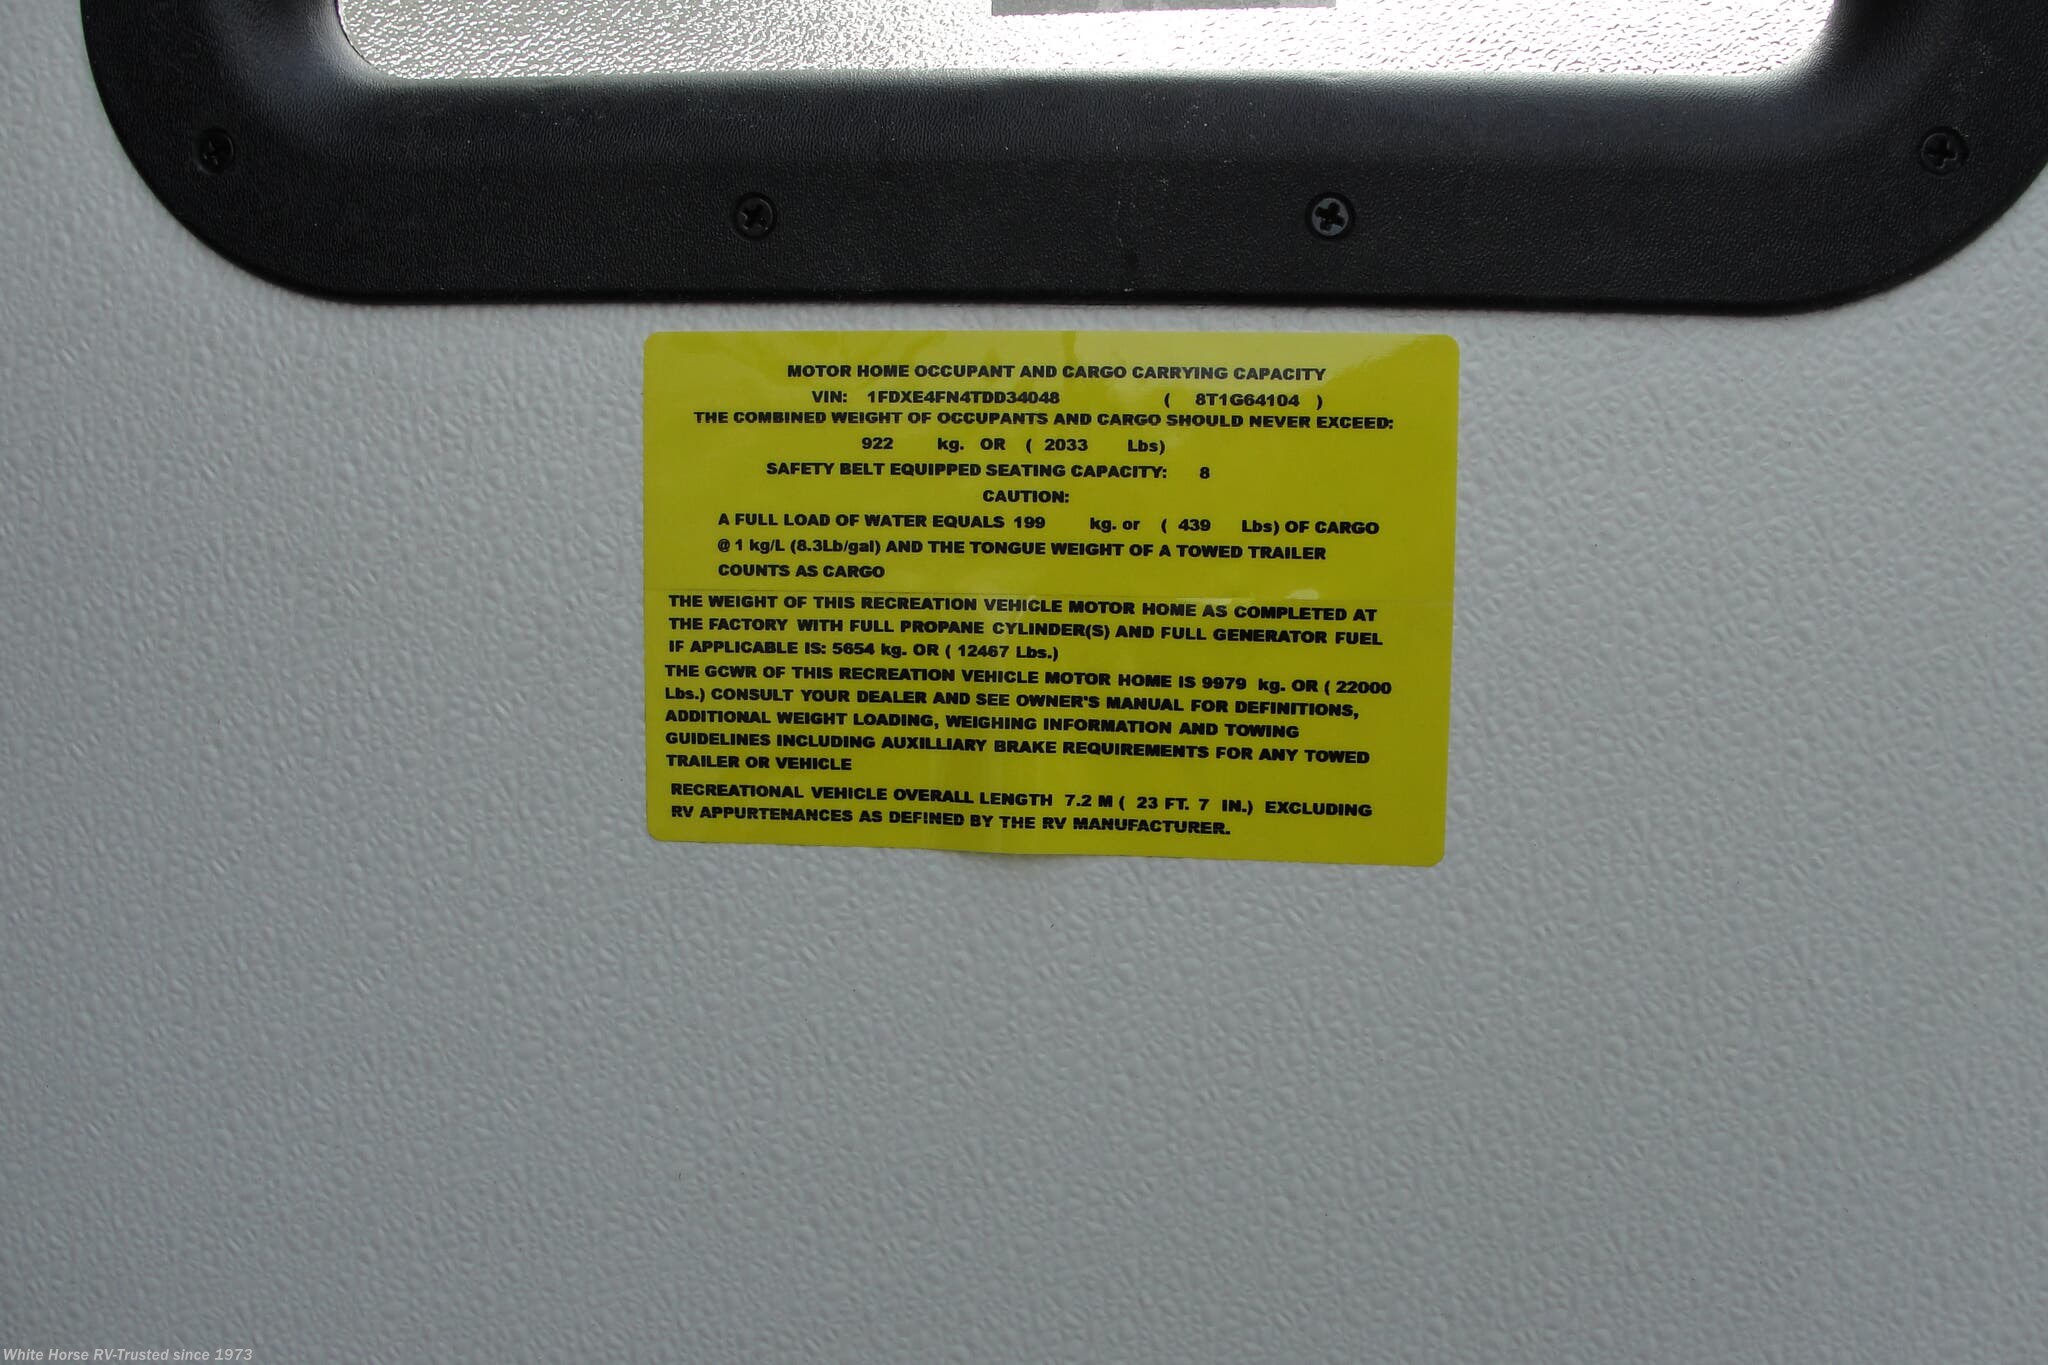 MOTOR HOME OCCUPANT AND CARGO CARRYING CAPACITY
VIN: 1FDXE4FN4TDD34048 ( 8T1G64104 )
THE COMBINED WEIGHT OF OCCUPANTS AND CARGO SHOULD NEVER EXCEED:
922 kg. OR ( 2033 Lbs)
SAFETY BELT EQUIPPED SEATING CAPACITY: 8
CAUTION:
A FULL LOAD OF WATER EQUALS 199 kg. or ( 439 Lbs) OF CARGO
@ 1 kg/L (8.3Lb/gal) AND THE TONGUE WEIGHT OF A TOWED TRAILER
COUNTS AS CARGO
THE WEIGHT OF THIS RECREATION VEHICLE MOTOR HOME AS COMPLETED AT
THE FACTORY WITH FULL PROPANE CYLINDER(S) AND FULL GENERATOR FUEL
IF APPLICABLE IS: 5654 kg. OR ( 12467 Lbs.)
THE GCWR OF THIS RECREATION VEHICLE MOTOR HOME IS 9979 kg. OR ( 22000
Lbs.) CONSULT YOUR DEALER AND SEE OWNER'S MANUAL FOR DEFINITIONS,
ADDITIONAL WEIGHT LOADING, WEIGHING INFORMATION AND TOWING
GUIDELINES INCLUDING AUXILLIARY BRAKE REQUIREMENTS FOR ANY TOWED
TRAILER OR VEHICLE
RECREATIONAL VEHICLE OVERALL LENGTH 7.2 M ( 23 FT. 7 IN.) EXCLUDING
RV APPURTENANCES AS DEFINED BY THE RV MANUFACTURER.
White Horse RV-Trusted since 1973